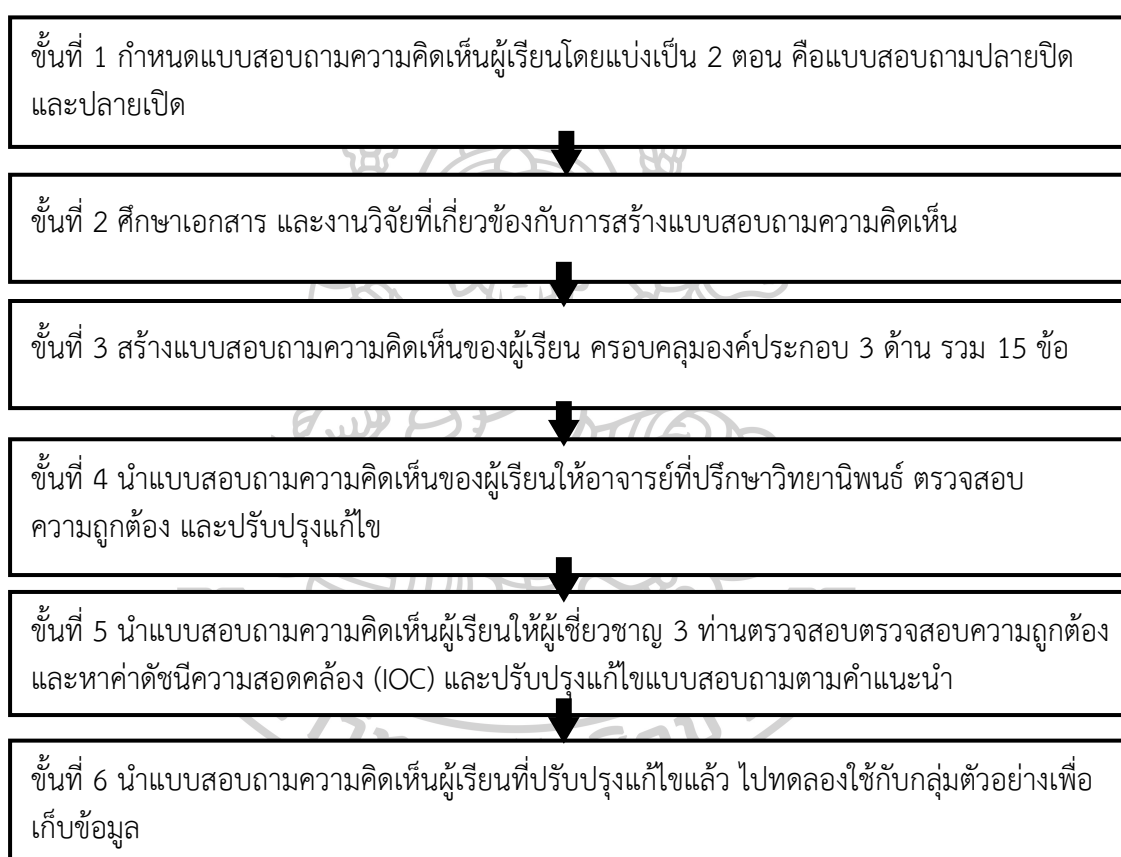 ขั้นที่ 1 กำหนดแบบสอบถามความคิดเห็นผู้เรียนโดยแบ่งเป็น 2 ตอน คือแบบสอบถามปลายปิด
และปลายเปิด
ขั้นที่ 2 ศึกษาเอกสาร และงานวิจัยที่เกี่ยวข้องกับการสร้างแบบสอบถามความคิดเห็น
ขั้นที่ 3 สร้างแบบสอบถามความคิดเห็นของผู้เรียน ครอบคลุมองค์ประกอบ 3 ด้าน รวม 15 ข้อ
ขั้นที่ 4 นำแบบสอบถามความคิดเห็นของผู้เรียนให้อาจารย์ที่ปรึกษาวิทยานิพนธ์ ตรวจสอบ
ความถูกต้อง และปรับปรุงแก้ไข
ขั้นที่ 5 นำแบบสอบถามความคิดเห็นผู้เรียนให้ผู้เชี่ยวชาญ 3 ท่านตรวจสอบตรวจสอบความถูกต้อง
และหาค่าดัชนีความสอดคล้อง (IOC) และปรับปรุงแก้ไขแบบสอบถามตามคำแนะนำ
ขั้นที่ 6 นำแบบสอบถามความคิดเห็นผู้เรียนที่ปรับปรุงแก้ไขแล้ว ไปทดลองใช้กับกลุ่มตัวอย่างเพื่อ
เก็บข้อมูล